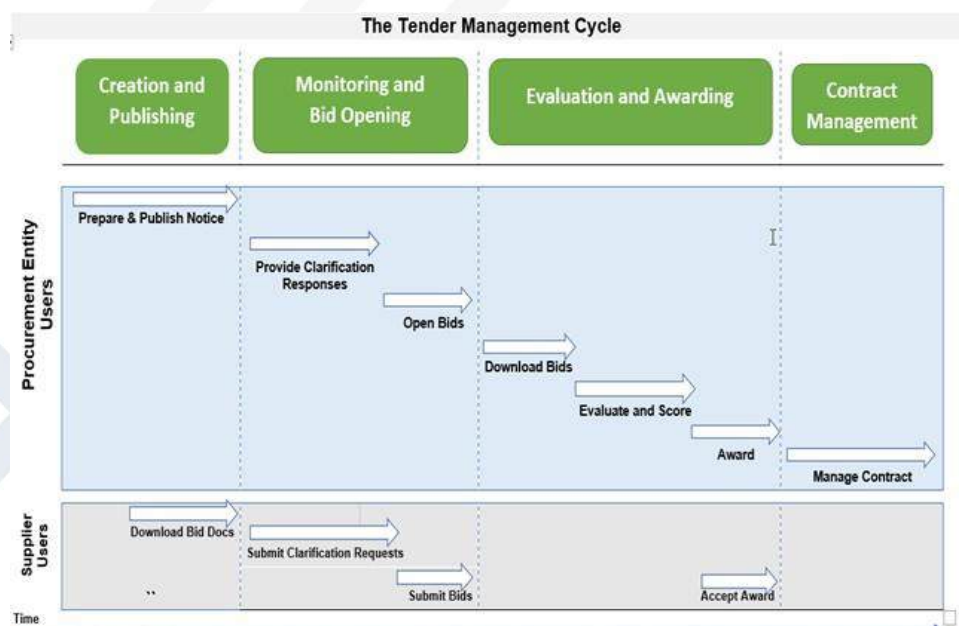 The Tender Management Cycle
Creation and
Publishing
Monitoring and
Bid Opening
Evaluation and Awarding
Contract
Management
Procurement Entity
Users
Prepare & Publish Notice
Provide Clarification
Responses
Open Bids
Download Bids
Evaluate and Score
Award
Manage Contract
Supplier
Users
Download Bid Docs
Submit Clarification Requests
Submit Bids
Accept Award
Time